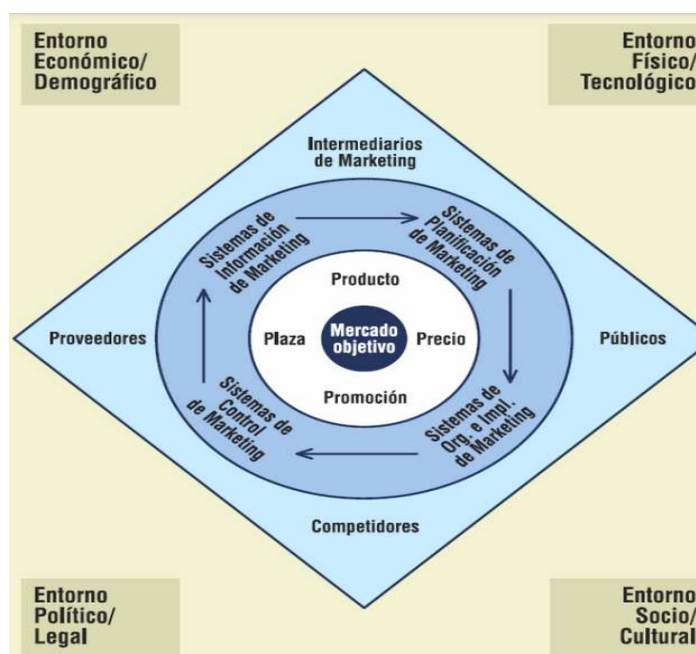 Entorno
Económico/
Demográfico
Entorno
Físico/
Tecnológico
Intermediarios
de Marketing
Sistemas de
Información
de Marketing
Sistemas de
Planificación
de Marketing
Producto
Proveedores
Plaza
Mercado
objetivo
Precio
Públicos
Promoción
Sistemas de
Control
de Marketing
Sistemas de
Org. e Impl.
de Marketing
Competidores
Entorno
Político/
Legal
Entorno
Socio/
Cultural